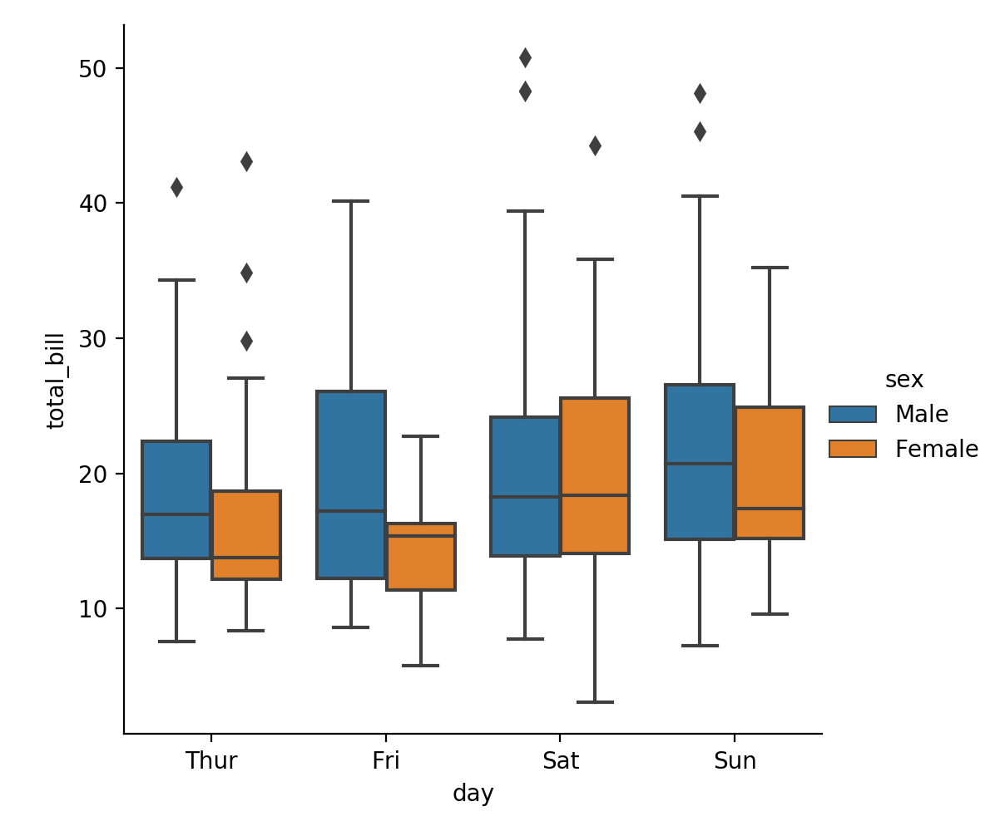 50
40
30
20
10
total_bill
Thur Fri Sat Sun
day
sex
Male
Female